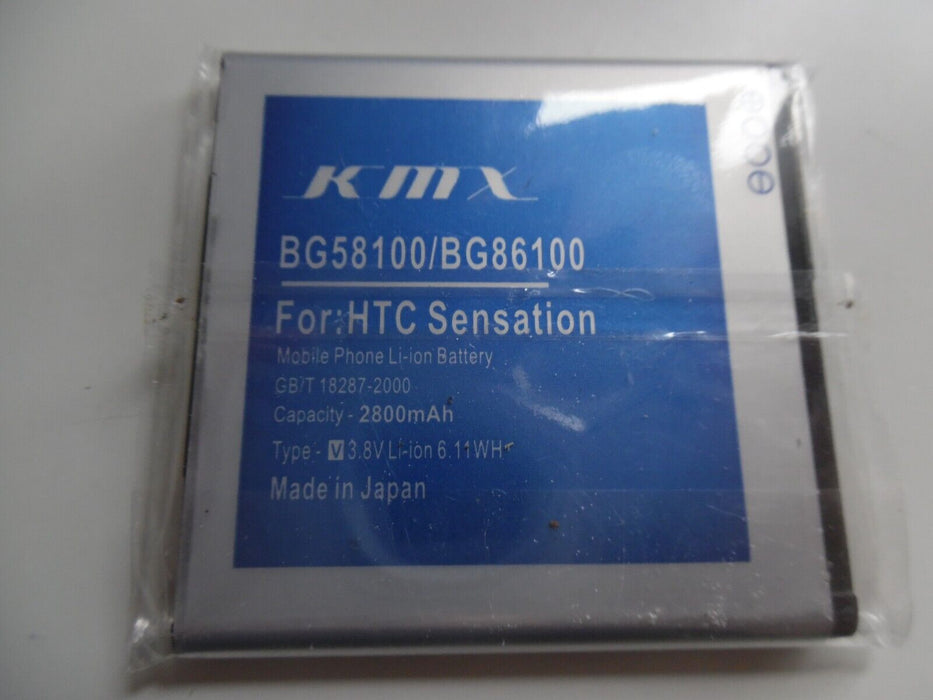 KMX
BG58100/BG86100
For:HTC Sensation
Mobile Phone Li-ion Battery
GB/T 18287-2000
Capacity - 2800mAh
Type - V 3.8V Li-ion 6.11WH
Made in Japan